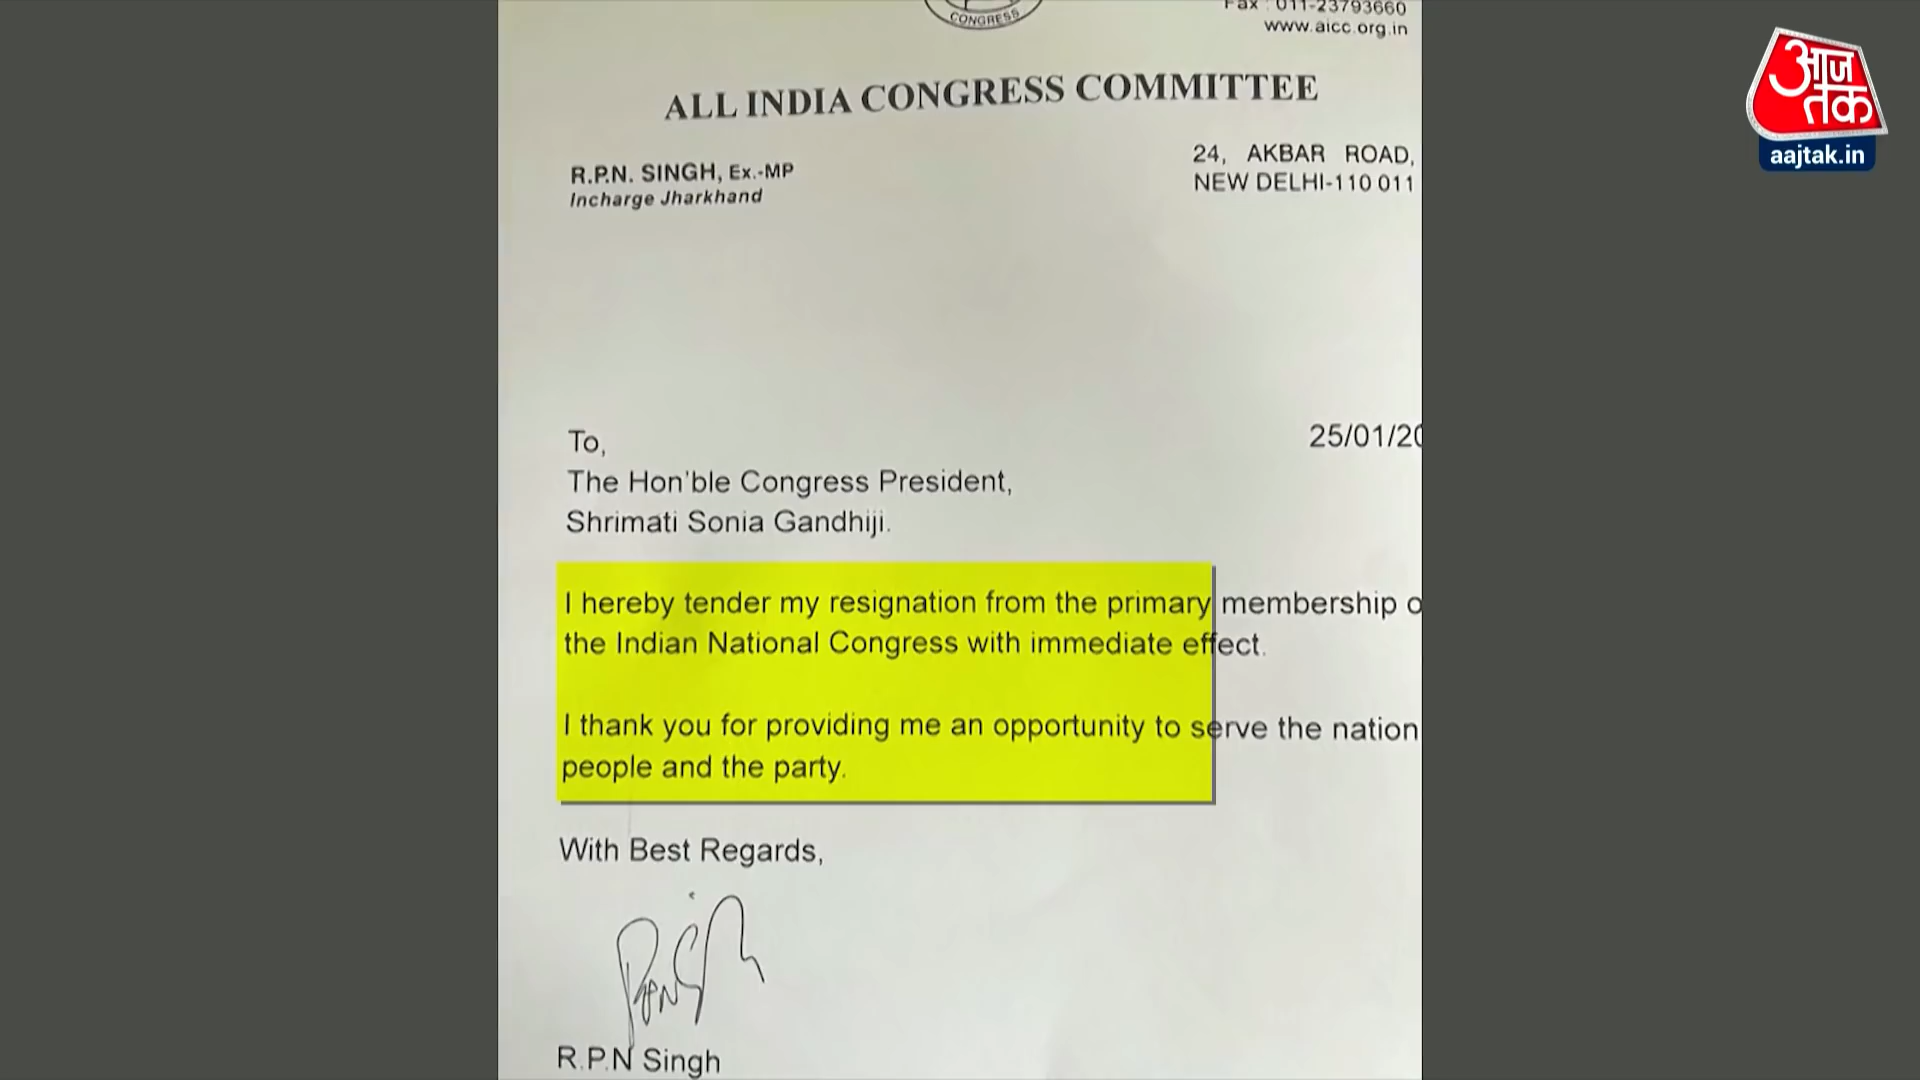 CONGRESS
Fax : 011-23793660
www.aicc.org.in
ALL INDIA CONGRESS COMMITTEE
R.P.N. SINGH, Ex.-MP
Incharge Jharkhand
24, AKBAR ROAD,
NEW DELHI-110 011
आज
तक
aajtak.in
25/01/20
To,
The Hon'ble Congress President,
Shrimati Sonia Gandhiji.
I hereby tender my resignation from the primary membership o
the Indian National Congress with immediate effect.
I thank you for providing me an opportunity to serve the nation
people and the party.
With Best Regards,
RPN Singh
R.P.N Singh